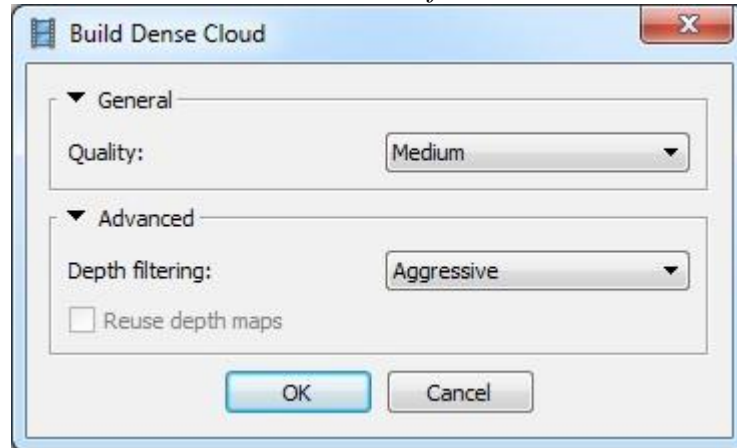 Build Dense Cloud
General
Quality: Medium
Advanced
Depth filtering: Aggressive
Reuse depth maps
OK Cancel